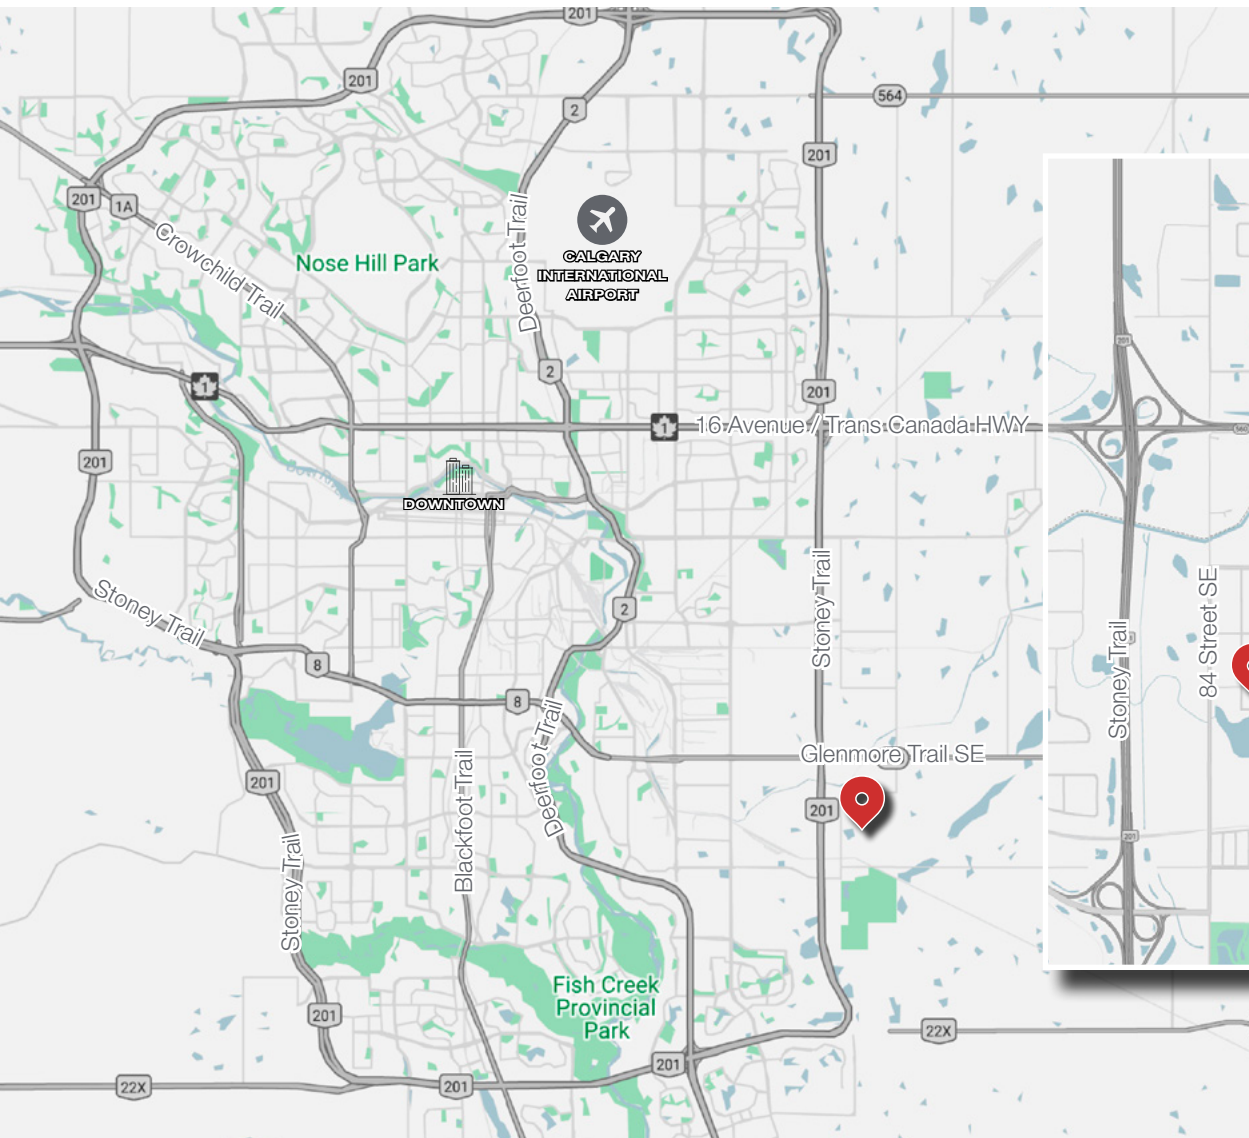 201
201
2
564
201
201
1A
Crowchild Trail
Deerfoot Trail
Nose Hill Park
CALGARY
INTERNATIONAL
AIRPORT
201
1
2
201
1
16 Avenue / Trans Canada HWY
560
201
DOWNTOWN
Stoney Trail
Stoney Trail
2
84 Street SE
Stoney Trail
8
8
Deerfoot Trail
Glenmore Trail SE
Blackfoot Trail
201
201
201
Stoney Trail
Fish Creek
Provincial
Park
201
22X
201
22X
201